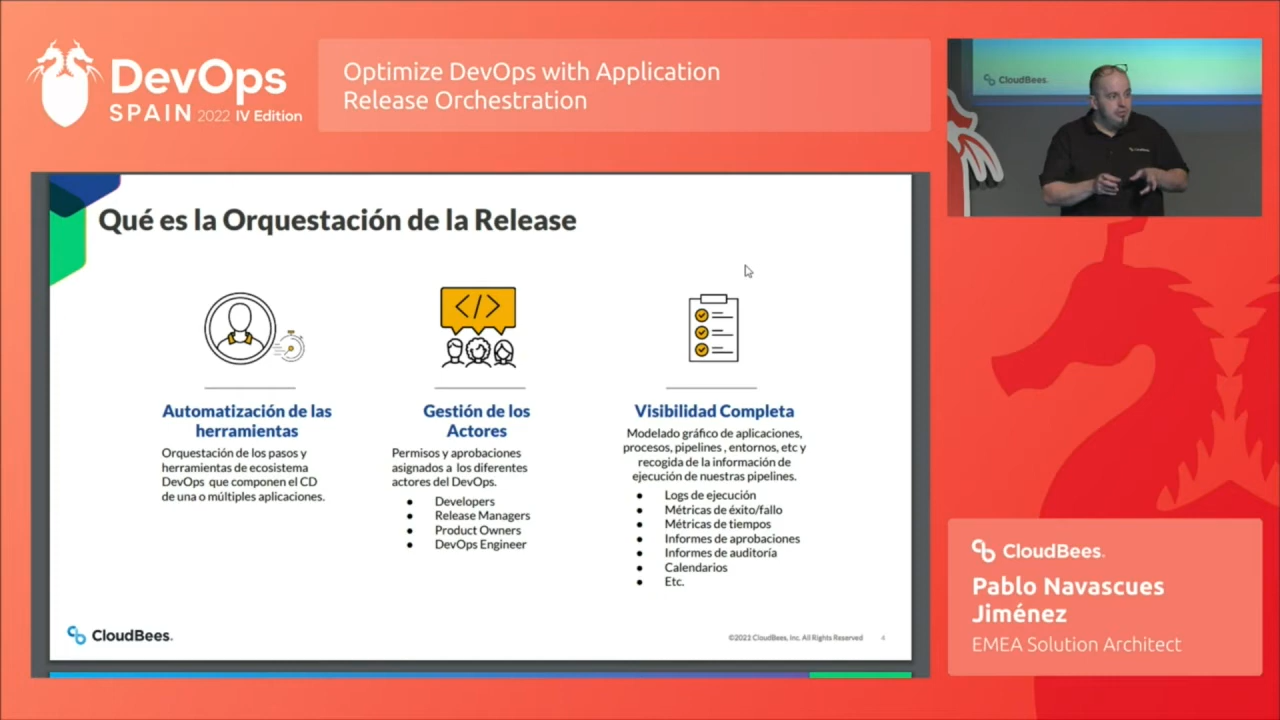 DevOps
SPAIN 2022 IV Edition
Optimize DevOps with Application
Release Orchestration
CloudBees.
Qué es la Orquestación de la Release
Automatización de las
herramientas
Orquestación de los pasos y
herramientas de ecosistema
DevOps que componen el CD
de una o múltiples aplicaciones.
Gestión de los
Actores
Permisos y aprobaciones
asignados a los diferentes
actores del DevOps.
● Developers
● Release Managers
● Product Owners
● DevOps Engineer
Visibilidad Completa
Modelado gráfico de aplicaciones,
procesos, pipelines , entornos, etc y
recogida de la información de
ejecución de nuestras pipelines.
● Logs de ejecución
● Métricas de éxito/fallo
● Métricas de tiempos
● Informes de aprobaciones
● Informes de auditoría
● Calendarios
● Etc.
CloudBees.
©2022 CloudBees, Inc. All Rights Reserved 4
CloudBees.
Pablo Navascues
Jiménez
EMEA Solution Architect